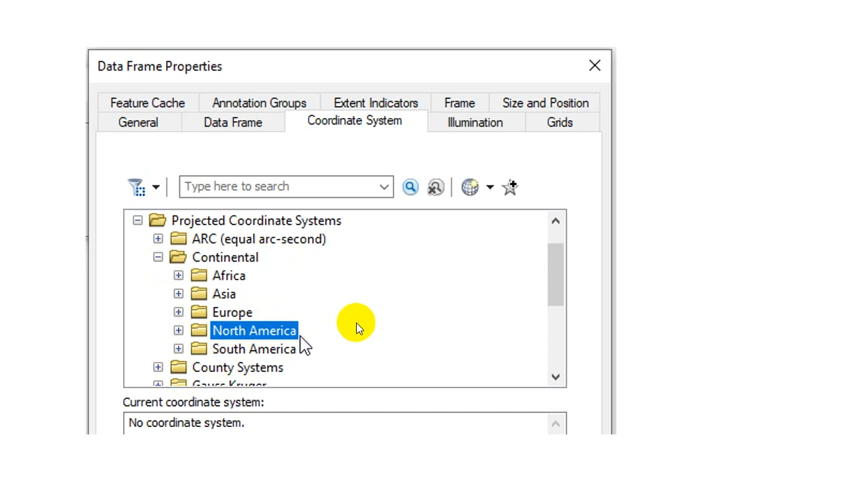 Data Frame Properties
Feature Cache Annotation Groups Extent Indicators Frame Size and Position
General Data Frame Coordinate System Illumination Grids
Type here to search
Projected Coordinate Systems
ARC (equal arc-second)
Continental
Africa
Asia
Europe
North America
South America
County Systems
Gauss Kruger
Current coordinate system:
No coordinate system.